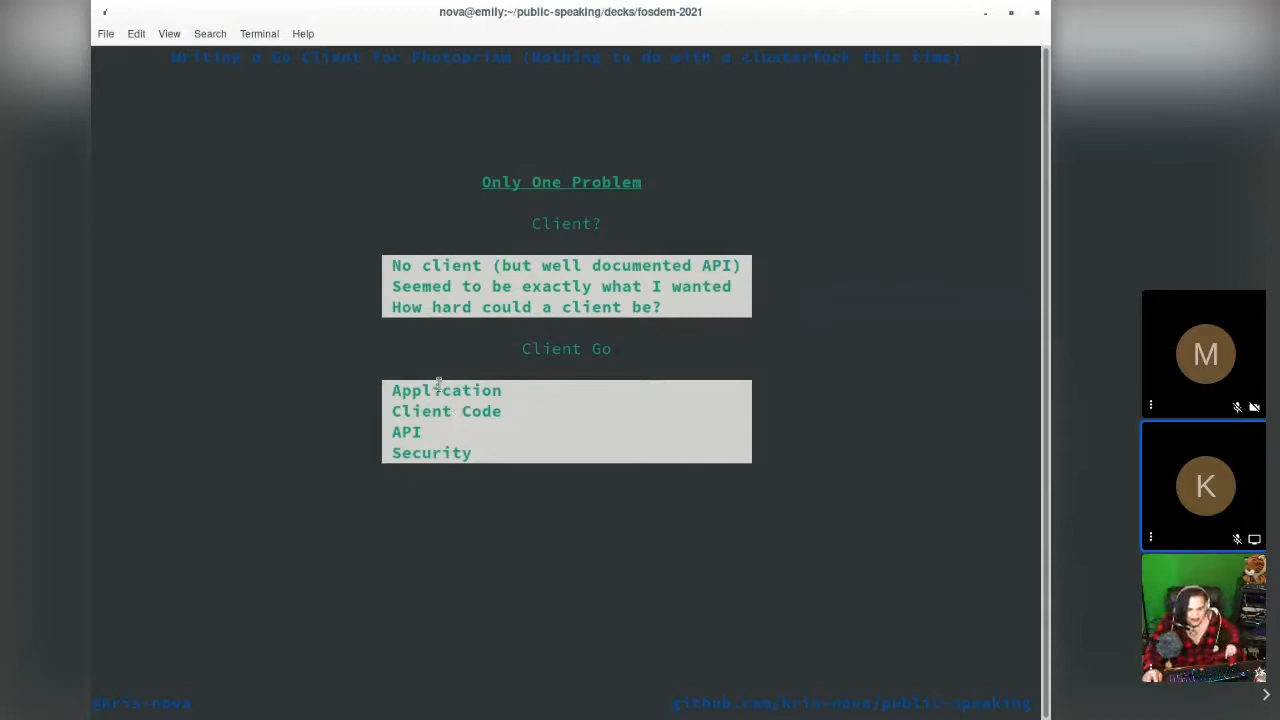 nova@emily:~/public-speaking/decks/fosdem-2021
File Edit View Search Terminal Help
Writing a Go Client for Photoprism (Nothing to do with a clusterfuck this time)
Only One Problem
Client?
No client (but well documented API)
Seemed to be exactly what I wanted
How hard could a client be?
Client Go
Application
Client Code
API
Security
M
K
@kris-nova
github.com/kris-nova/public-speaking